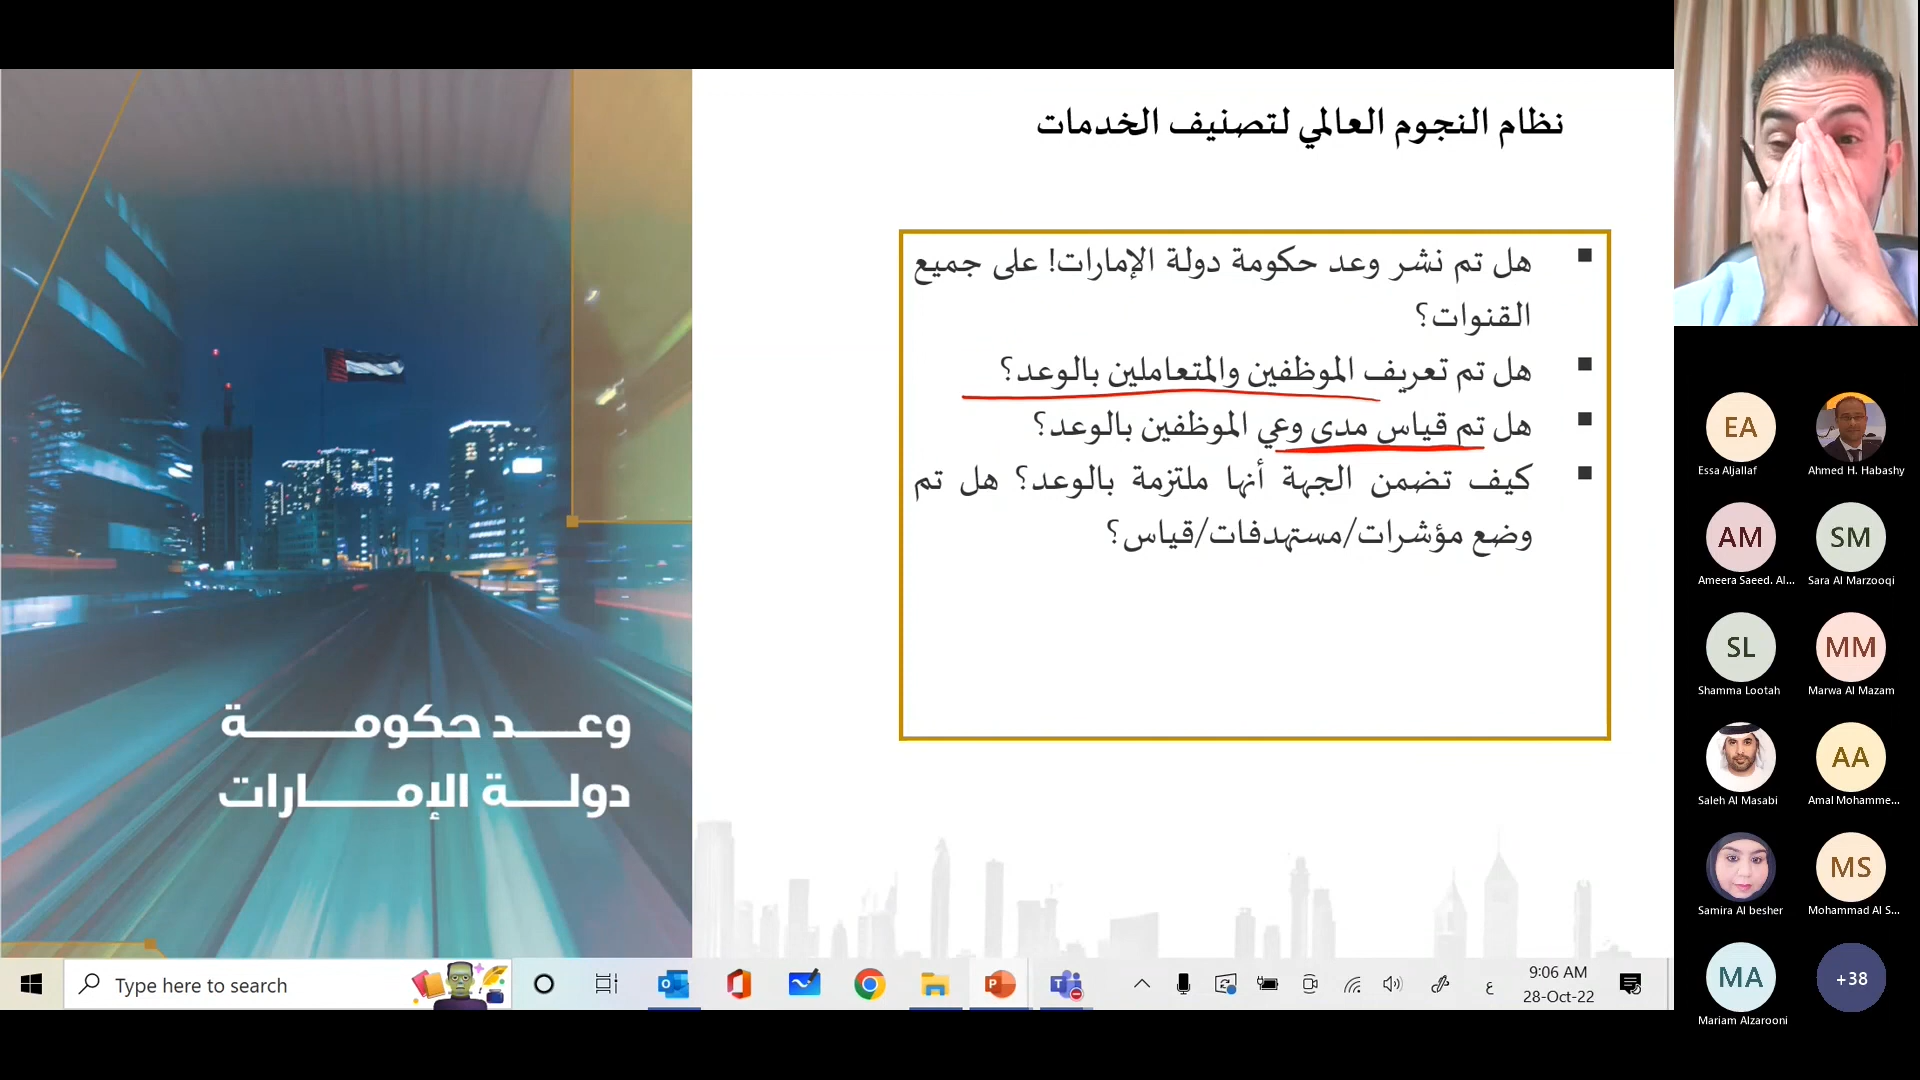 نظام النجوم العالمي لتصنيف الخدمات
هل تم نشر وعد حكومة دولة الإمارات! على جميع
القنوات؟
هل تم تعريف الموظفين والمتعاملين بالوعد؟
هل تم قياس مدى وعي الموظفين بالوعد؟
كيف تضمن الجهة أنها ملتزمة بالوعد؟ هل تم
وضع مؤشرات/مستهدفات/قياس؟
وعد حكومة
دولة الإمارات
EA
Essa Aljallaf
Ahmed H. Habashy
AM
Ameera Saeed. Al...
SM
Sara Al Marzooqi
SL
Shamma Lootah
MM
Marwa Al Mazam
Saleh Al Masabi
AA
Amal Mohamme...
Samira Al besher
MS
Mohammad Al S...
MA
Mariam Alzarooni
+38
Type here to search
ع
9:06 AM
28-Oct-22